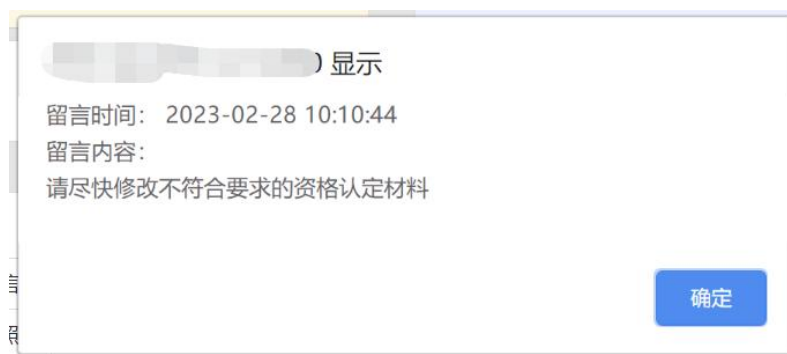 显示
留言时间： 2023-02-28 10:10:44
留言内容：
请尽快修改不符合要求的资格认定材料
确定